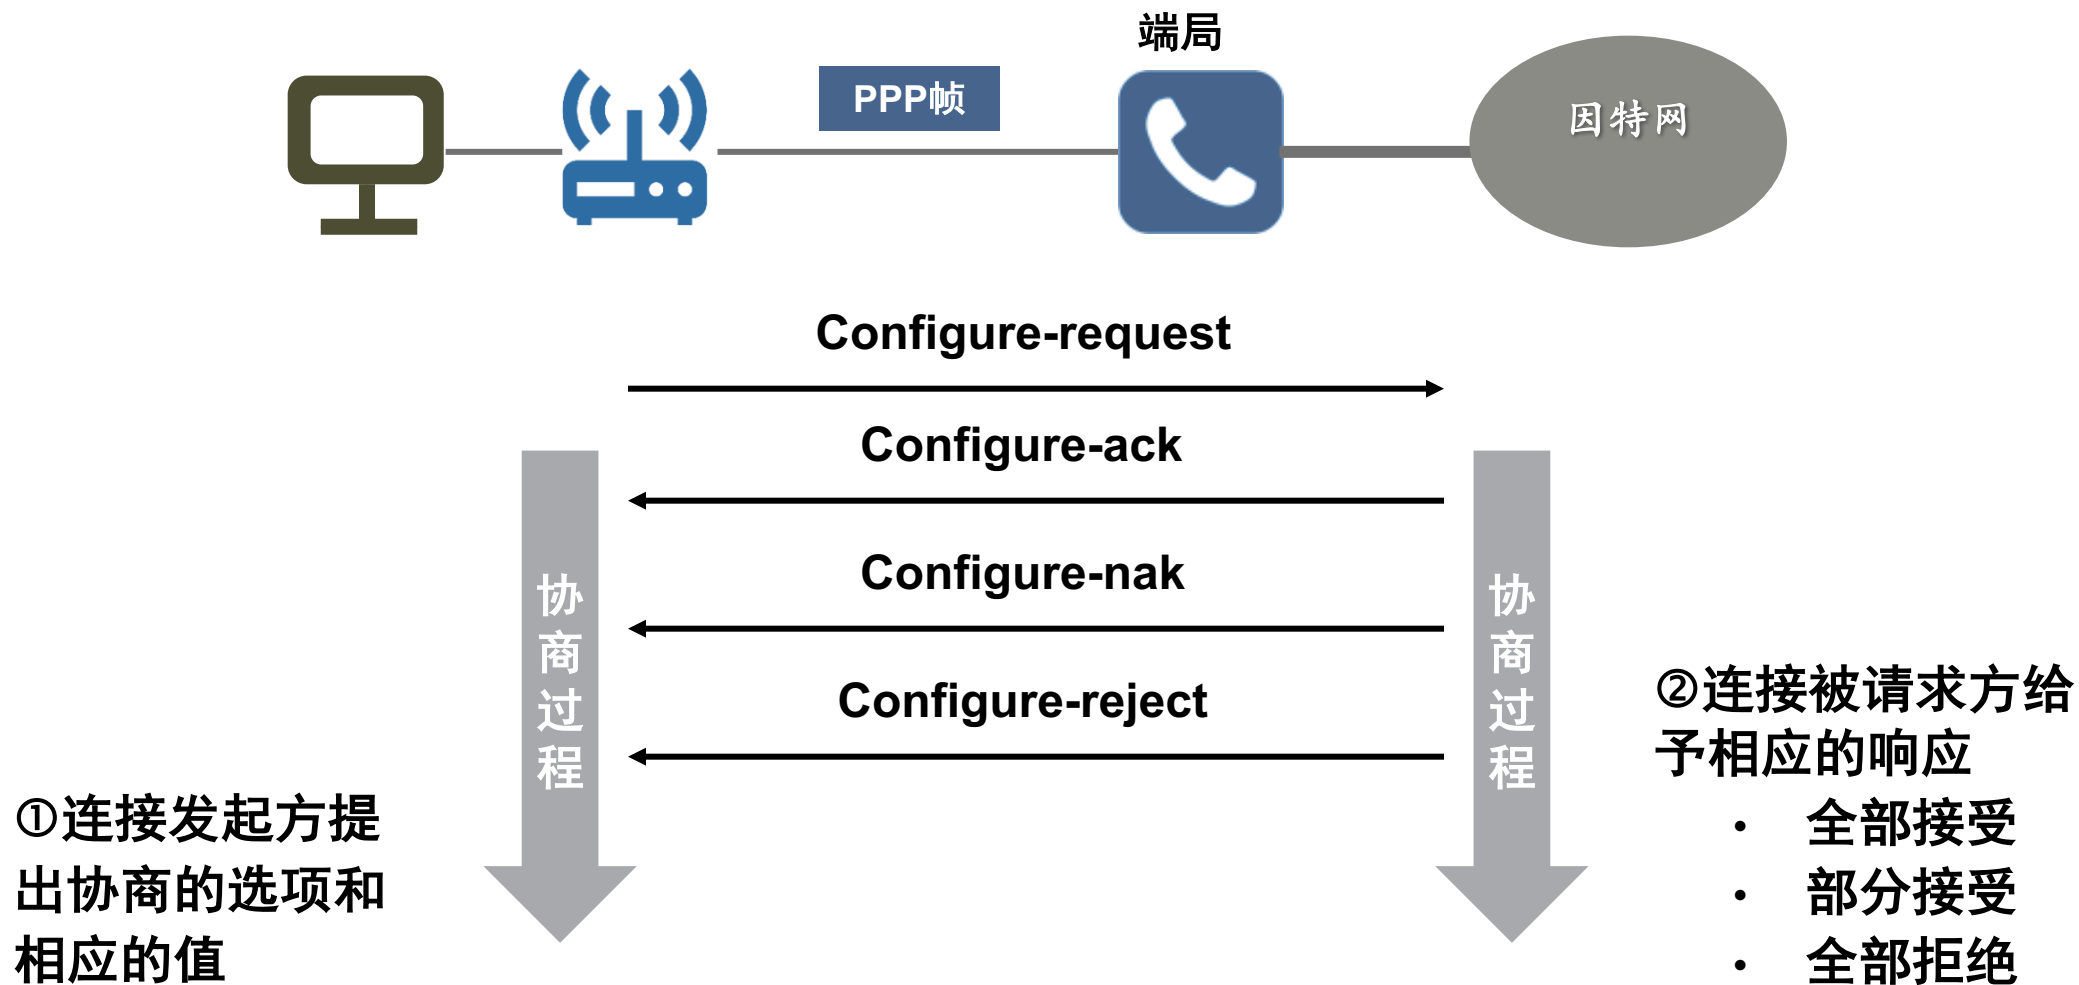 端局
PPP帧
因特网
Configure-request
Configure-ack
Configure-nak
Configure-reject
协
商
过
程
协
商
过
程
①连接发起方提
出协商的选项和
相应的值
②连接被请求方给
予相应的响应
• 全部接受
• 部分接受
• 全部拒绝